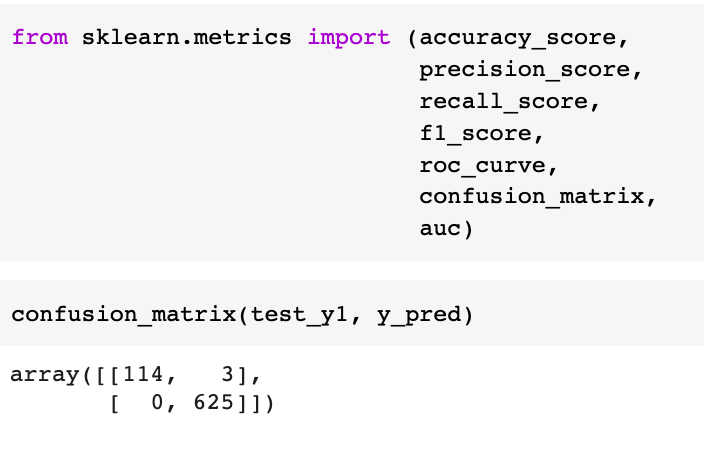 from sklearn.metrics import (accuracy_score,
                             precision_score,
                             recall_score,
                             f1_score,
                             roc_curve,
                             confusion_matrix,
                             auc)
confusion_matrix(test_y1, y_pred)
array([[114,   3],
       [  0, 625]])